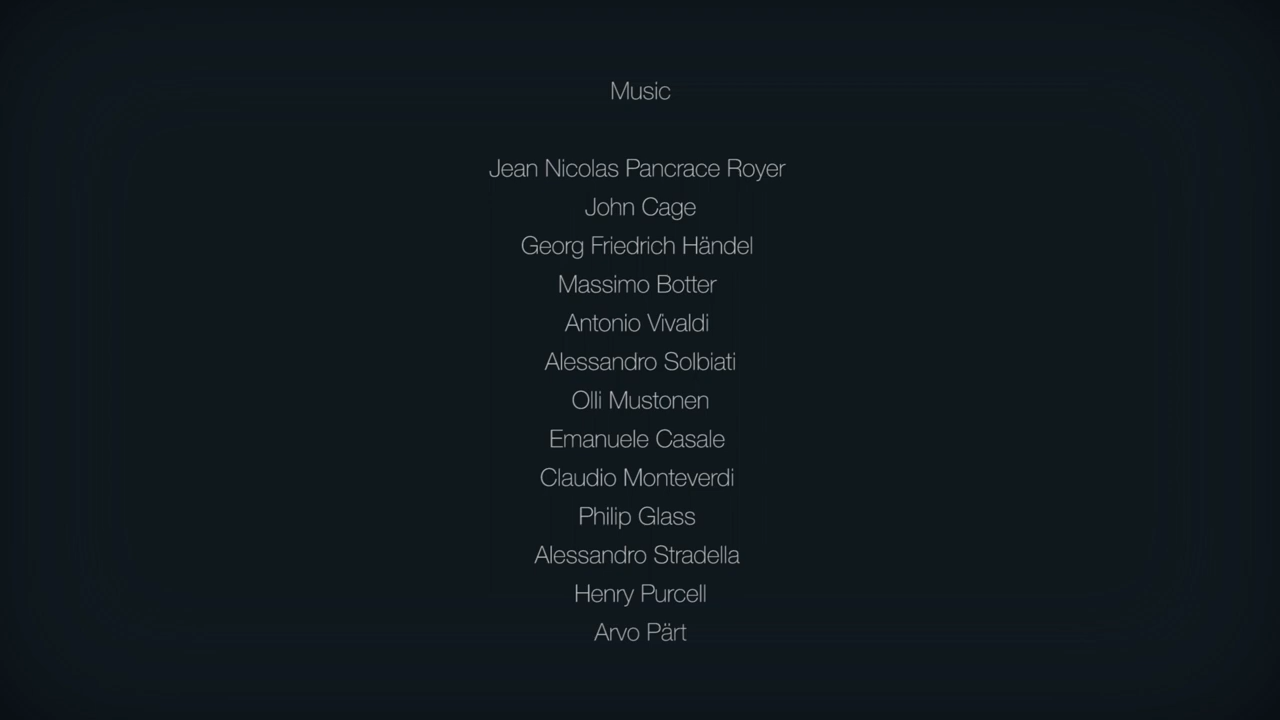 Music
Jean Nicolas Pancrace Royer
John Cage
Georg Friedrich Händel
Massimo Botter
Antonio Vivaldi
Alessandro Solbiati
Olli Mustonen
Emanuele Casale
Claudio Monteverdi
Philip Glass
Alessandro Stradella
Henry Purcell
Arvo Pärt